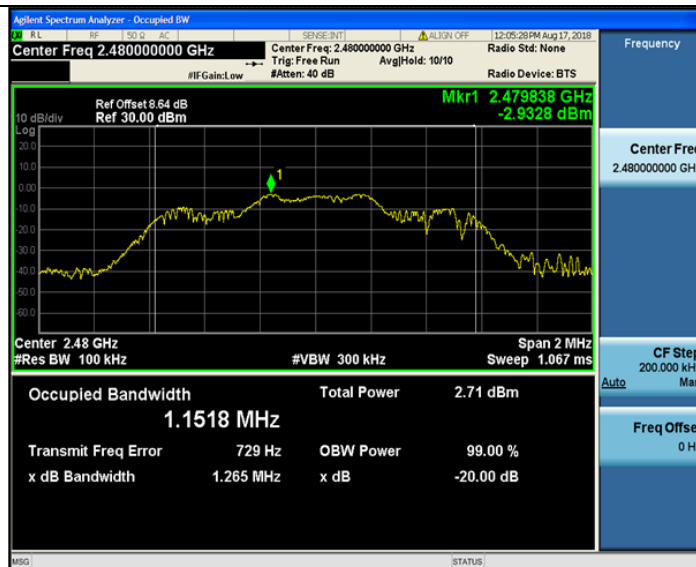 Agilent Spectrum Analyzer - Occupied BW
RL RF 50 Ω AC SENSE:INT ALIGN OFF 12:05:28 PM Aug 17, 2018
Center Freq 2.480000000 GHz
Center Freq: 2.480000000 GHz
Radio Std: None
Trig: Free Run Avg|Hold: 10/10
#IFGain:Low #Atten: 40 dB Radio Device: BTS
Frequency
Mkr1 2.479838 GHz
-2.9328 dBm
Ref Offset 8.64 dB
10 dB/div Ref 30.00 dBm
Log
20.0
10.0
0.00
-10.0
-20.0
-30.0
-40.0
-50.0
-60.0
1
Center Fre
2.480000000 GH
Center 2.48 GHz Span 2 MHz
#Res BW 100 kHz #VBW 300 kHz Sweep 1.067 ms
CF Step
200.000 kH
Auto Ma
Occupied Bandwidth Total Power 2.71 dBm
1.1518 MHz
Transmit Freq Error 729 Hz OBW Power 99.00 %
x dB Bandwidth 1.265 MHz x dB -20.00 dB
Freq Offse
0 H
MSG STATUS